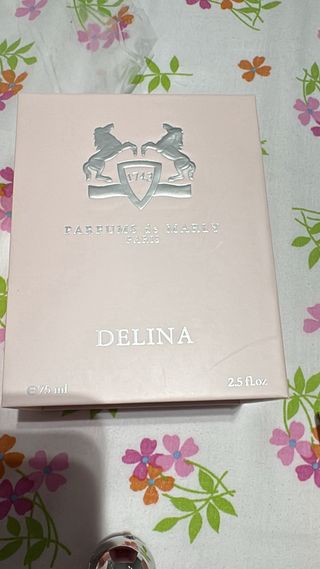 1743
PARFUMS de MARLY
PARIS
DELINA
℮ 75 ml
2.5 fl.oz